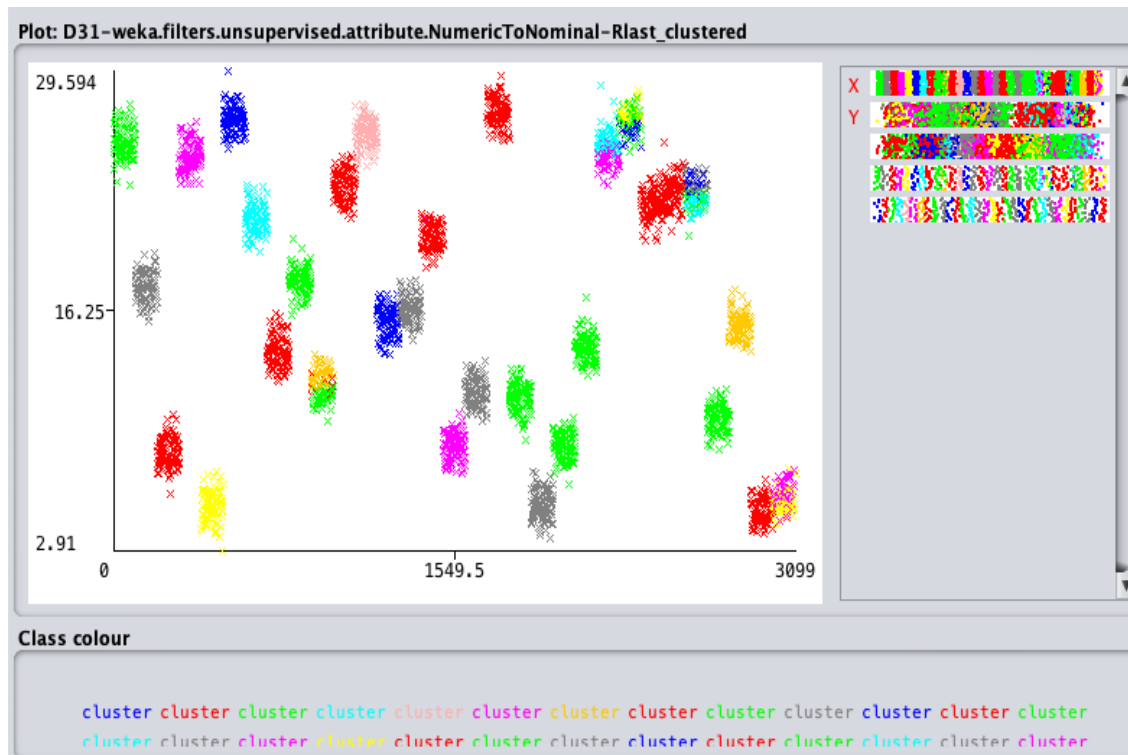 Plot: D31-weka.filters.unsupervised.attribute.NumericToNominal-Rlast_clustered
29.594
16.25
2.91
0 1549.5 3099
X
Y
Class colour
cluster cluster cluster cluster cluster cluster cluster cluster cluster cluster cluster cluster cluster
cluster cluster cluster cluster cluster cluster cluster cluster cluster cluster cluster cluster cluster